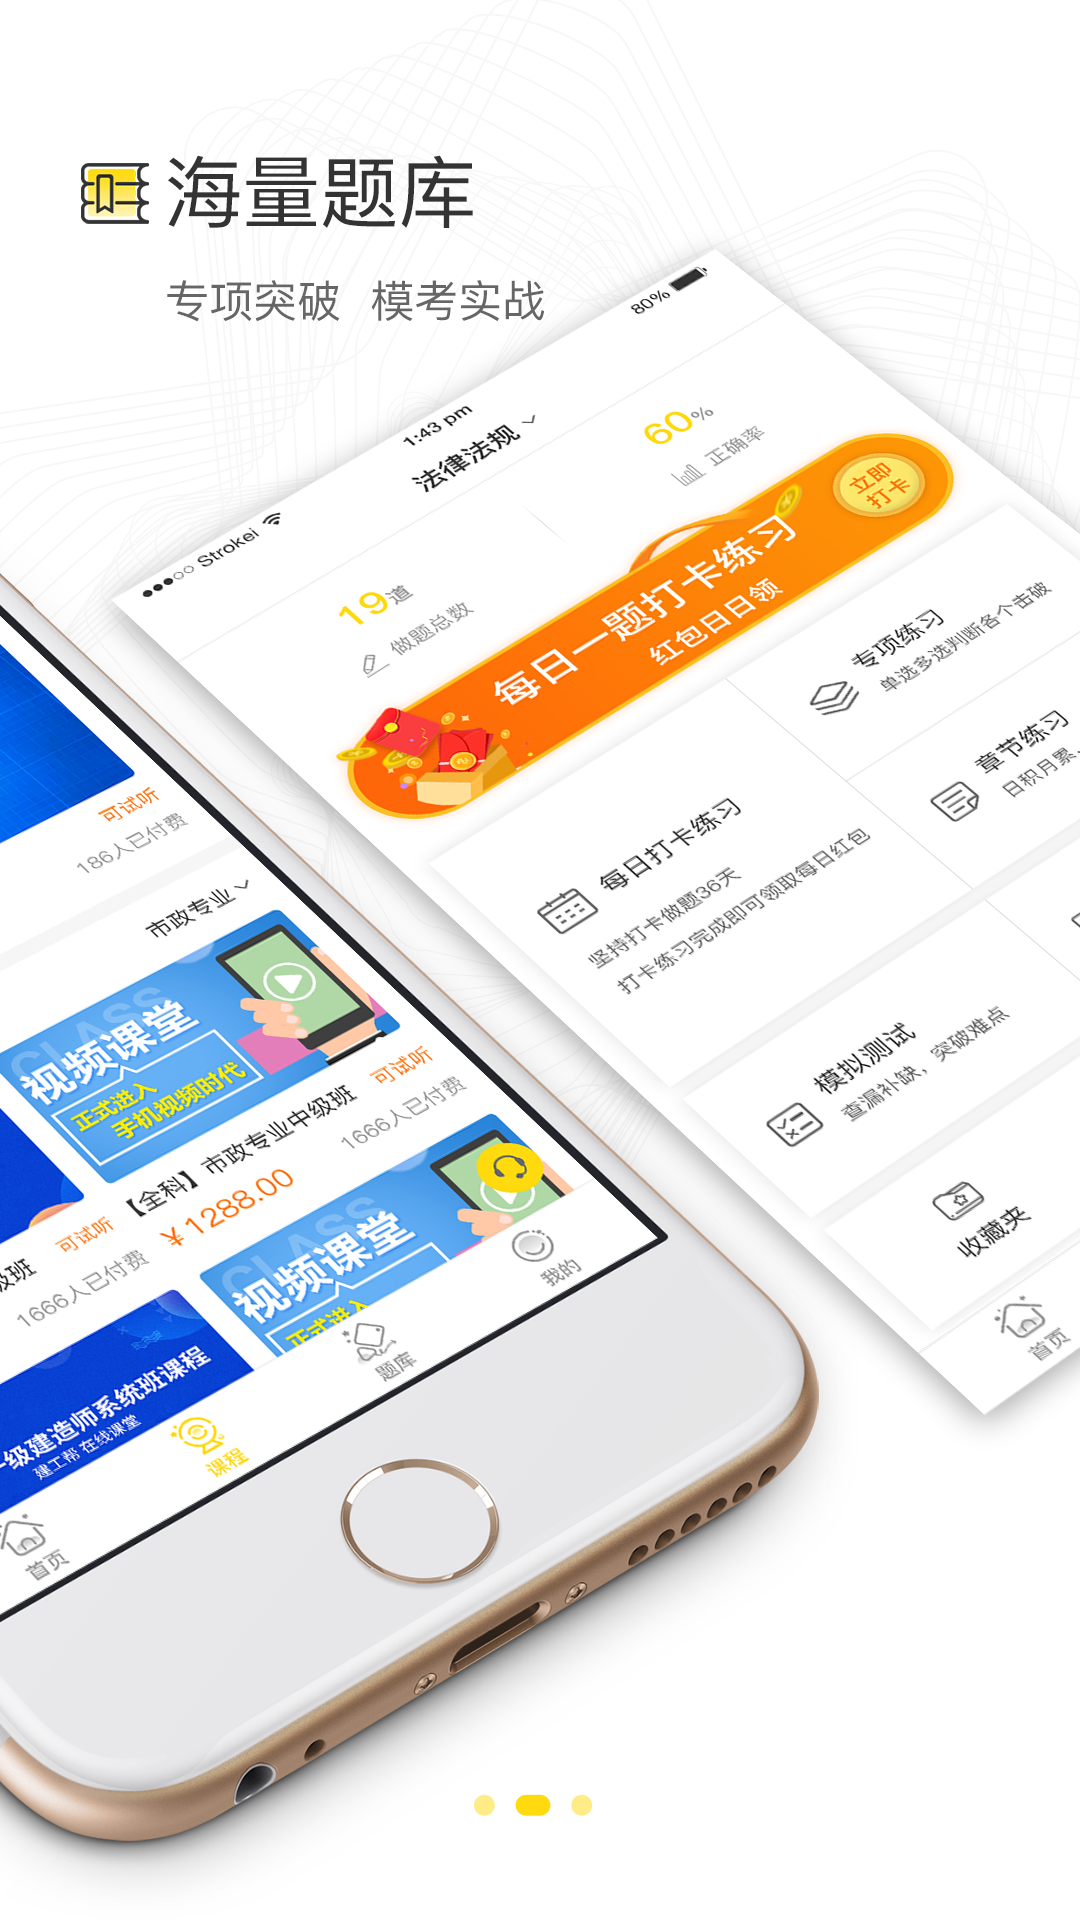 海量题库
专项突破 模考实战
80%
1:43 pm
法律法规
Strokei
60%
正确率
19道
做题总数
立即
打卡
每日一题打卡练习
红包日日领
专项练习
单选多选判断各个击破
章节练习
日积月累
每日打卡练习
坚持打卡做题36天
打卡练习完成即可领取每日红包
模拟测试
查漏补缺，突破难点
收藏夹
首页
可试听
186人已付费
市政专业
CLASS
视频课堂
正式进入
手机视频时代
【全科】市政专业中级班
可试听
¥1288.00
1666人已付费
级班
可试听
1666人已付费
CLASS
视频课堂
正式进入
级建造师系统班课程
建工帮 在线课堂
首页
课程
题库
我的